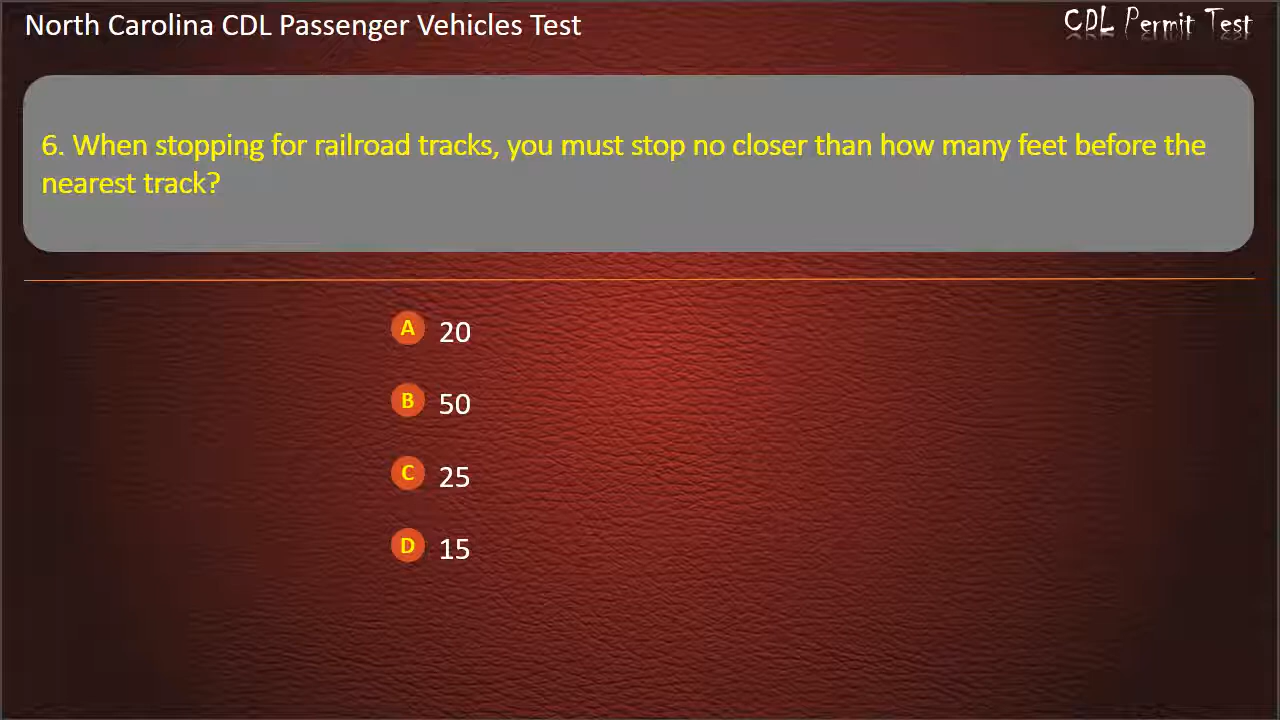 North Carolina CDL Passenger Vehicles Test
CDL Permit Test
6. When stopping for railroad tracks, you must stop no closer than how many feet before the
nearest track?
A 20
B 50
C 25
D 15